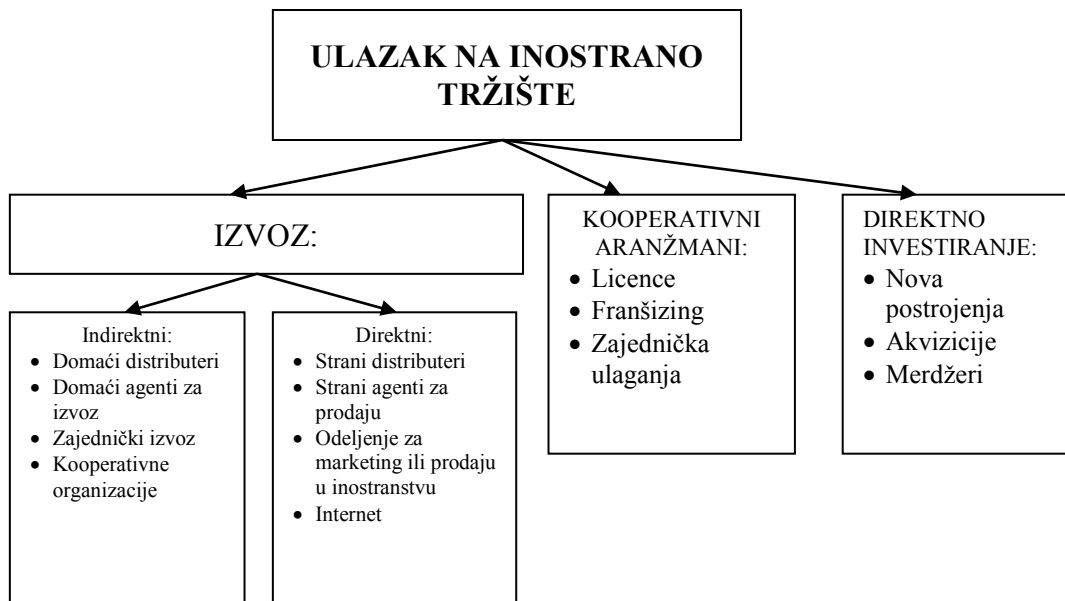 ULAZAK NA INOSTRANO
TRŽIŠTE
IZVOZ:
Indirektni:
• Domaći distributeri
• Domaći agenti za
izvoz
• Zajednički izvoz
• Kooperativne
organizacije
Direktni:
• Strani distributeri
• Strani agenti za
prodaju
• Odeljenje za
marketing ili prodaju
u inostranstvu
• Internet
KOOPERATIVNI
ARANŽMANI:
• Licence
• Franšizing
• Zajednička
ulaganja
DIREKTNO
INVESTIRANJE:
• Nova
postrojenja
• Akvizicije
• Merdžeri